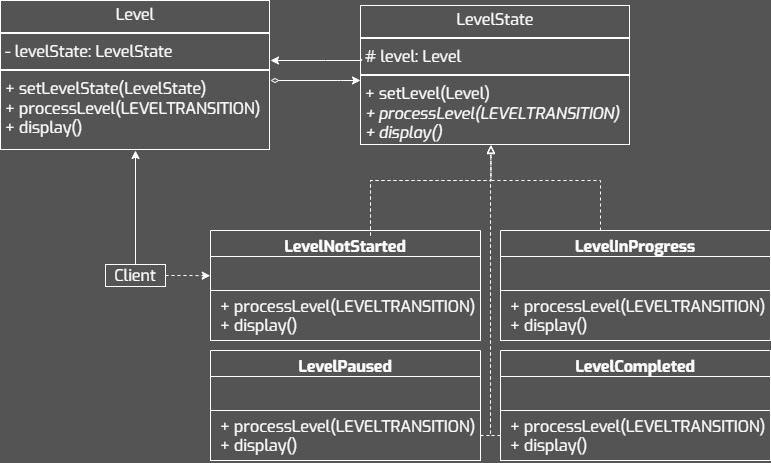 Level
- levelState: LevelState
+ setLevelState(LevelState)
+ processLevel(LEVELTRANSITION)
+ display()
LevelState
# level: Level
+ setLevel(Level)
+ processLevel(LEVELTRANSITION)
+ display()
Client
LevelNotStarted
+ processLevel(LEVELTRANSITION)
+ display()
LevelInProgress
+ processLevel(LEVELTRANSITION)
+ display()
LevelPaused
+ processLevel(LEVELTRANSITION)
+ display()
LevelCompleted
+ processLevel(LEVELTRANSITION)
+ display()